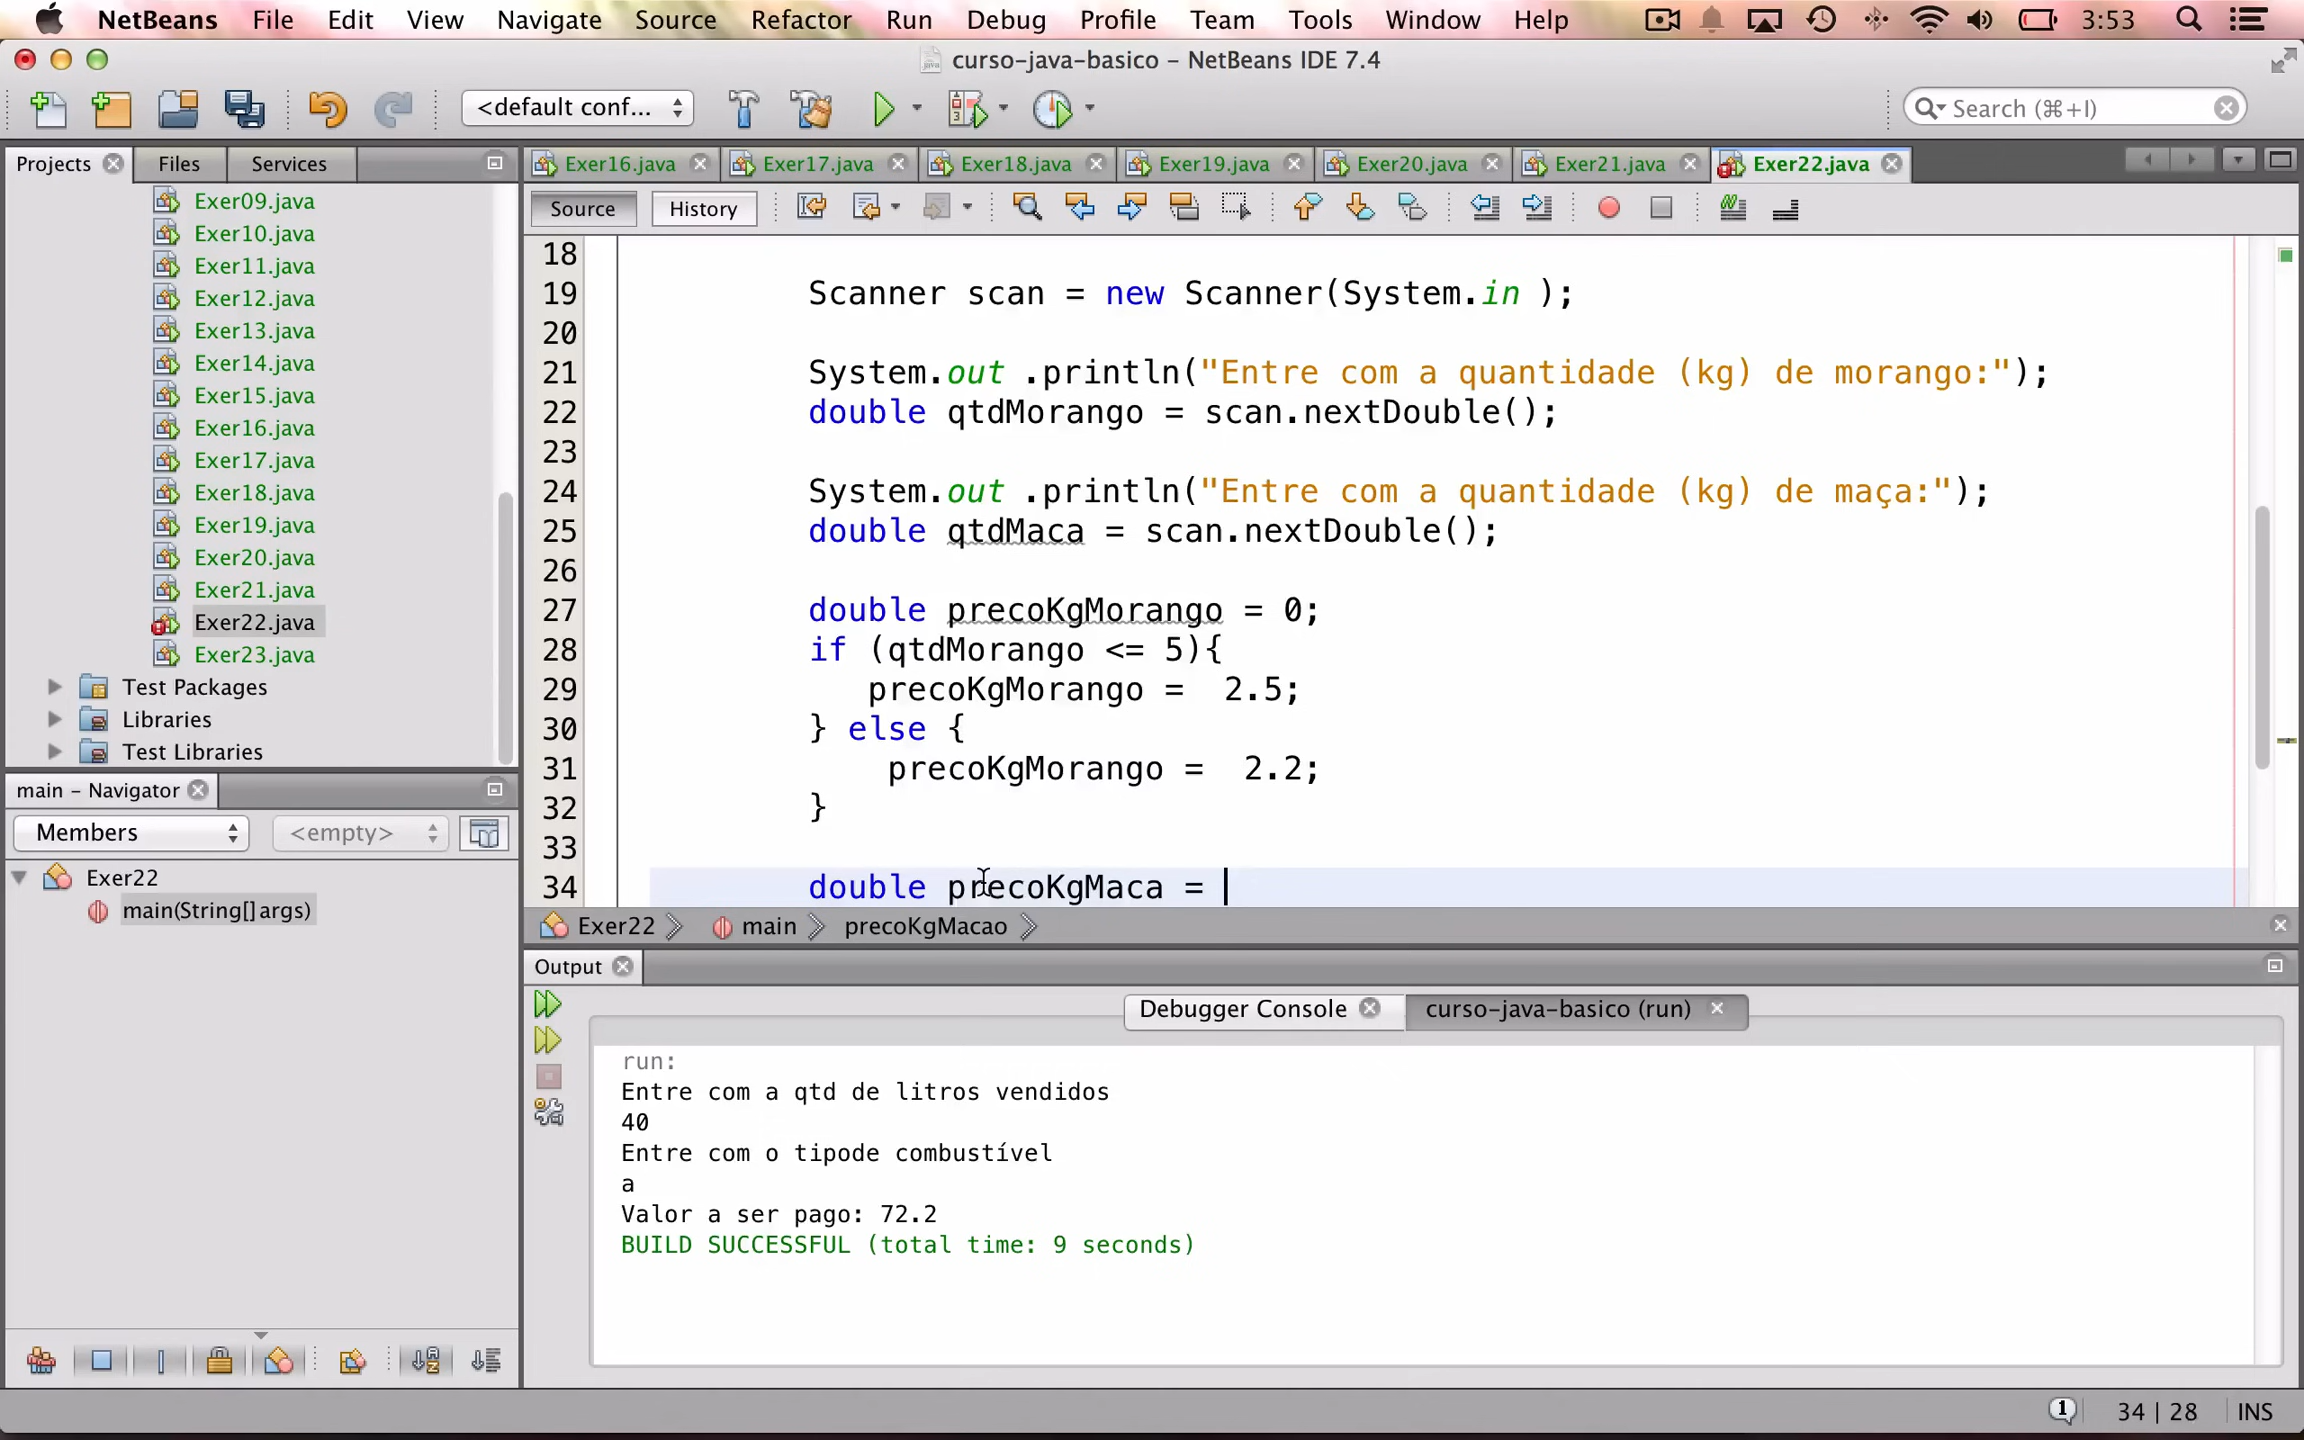 NetBeans File Edit View Navigate Source Refactor Run Debug Profile Team Tools Window Help 3:53
curso-java-basico – NetBeans IDE 7.4
<default conf... Search (⌘+I)
Projects Files Services
Exer16.java Exer17.java Exer18.java Exer19.java Exer20.java Exer21.java Exer22.java
Source History
Exer09.java
Exer10.java
Exer11.java
Exer12.java
Exer13.java
Exer14.java
Exer15.java
Exer16.java
Exer17.java
Exer18.java
Exer19.java
Exer20.java
Exer21.java
Exer22.java
Exer23.java
Test Packages
Libraries
Test Libraries
main – Navigator
Members <empty>
Exer22
main(String[] args)
18
19 Scanner scan = new Scanner(System.in );
20
21 System.out .println("Entre com a quantidade (kg) de morango:");
22 double qtdMorango = scan.nextDouble();
23
24 System.out .println("Entre com a quantidade (kg) de maça:");
25 double qtdMaca = scan.nextDouble();
26
27 double precoKgMorango = 0;
28 if (qtdMorango <= 5){
29 precoKgMorango =  2.5;
30 } else {
31 precoKgMorango =  2.2;
32 }
33
34 double precoKgMaca =
Exer22 main precoKgMacao
Output
Debugger Console curso-java-basico (run)
run:
Entre com a qtd de litros vendidos
40
Entre com o tipode combustível
a
Valor a ser pago: 72.2
BUILD SUCCESSFUL (total time: 9 seconds)
1 34 | 28 INS